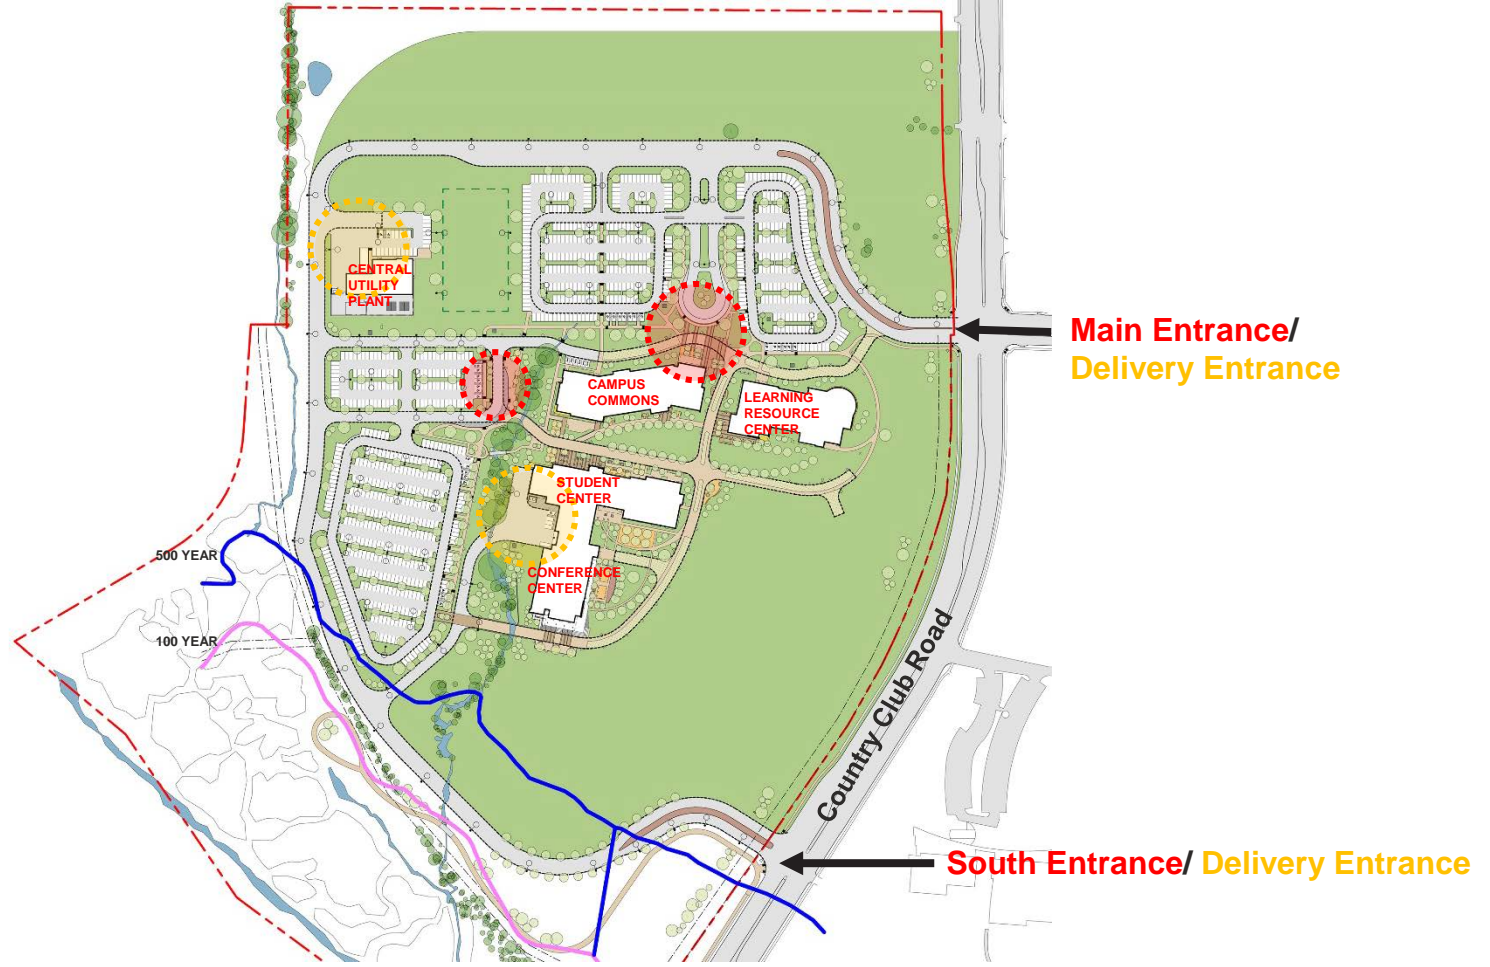 CENTRAL
UTILITY
PLANT
Main Entrance/
Delivery Entrance
CAMPUS
COMMONS
LEARNING
RESOURCE
CENTER
STUDENT
CENTER
500 YEAR
CONFERENCE
CENTER
100 YEAR
Country Club Road
South Entrance/ Delivery Entrance